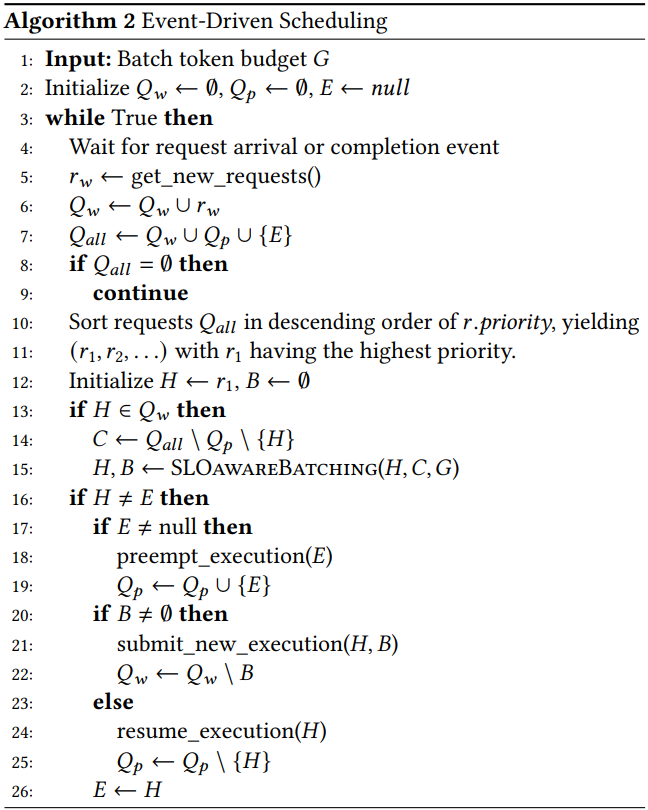 Algorithm 2 Event-Driven Scheduling
1: Input: Batch token budget G
2: Initialize Q_w ← ∅, Q_p ← ∅, E ← null
3: while True then
4: Wait for request arrival or completion event
5: r_w ← get_new_requests()
6: Q_w ← Q_w ∪ r_w
7: Q_all ← Q_w ∪ Q_p ∪ {E}
8: if Q_all = ∅ then
9: continue
10: Sort requests Q_all in descending order of r.priority, yielding
11: (r_1, r_2, . . .) with r_1 having the highest priority.
12: Initialize H ← r_1, B ← ∅
13: if H ∈ Q_w then
14: C ← Q_all \ Q_p \ {H}
15: H, B ← SLOawareBatching(H, C, G)
16: if H ≠ E then
17: if E ≠ null then
18: preempt_execution(E)
19: Q_p ← Q_p ∪ {E}
20: if B ≠ ∅ then
21: submit_new_execution(H, B)
22: Q_w ← Q_w \ B
23: else
24: resume_execution(H)
25: Q_p ← Q_p \ {H}
26: E ← H